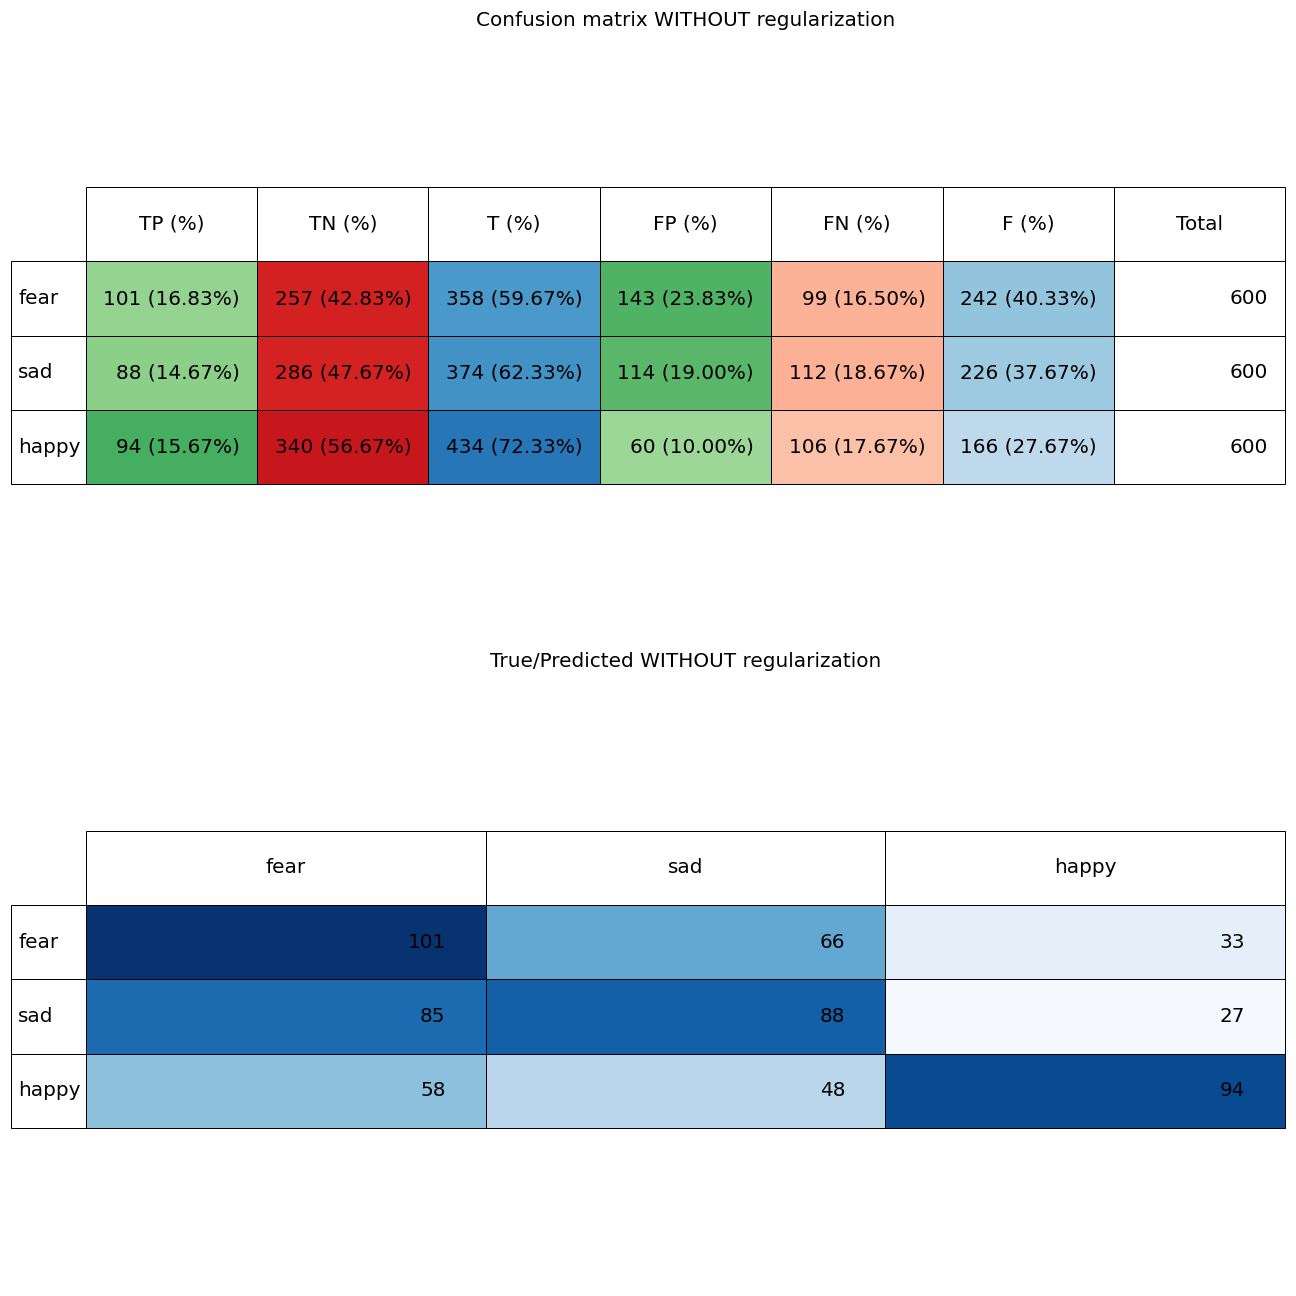 Confusion matrix WITHOUT regularization
TP (%) TN (%) T (%) FP (%) FN (%) F (%) Total
fear 101 (16.83%) 257 (42.83%) 358 (59.67%) 143 (23.83%) 99 (16.50%) 242 (40.33%) 600
sad 88 (14.67%) 286 (47.67%) 374 (62.33%) 114 (19.00%) 112 (18.67%) 226 (37.67%) 600
happy 94 (15.67%) 340 (56.67%) 434 (72.33%) 60 (10.00%) 106 (17.67%) 166 (27.67%) 600
True/Predicted WITHOUT regularization
fear sad happy
fear 101 66 33
sad 85 88 27
happy 58 48 94